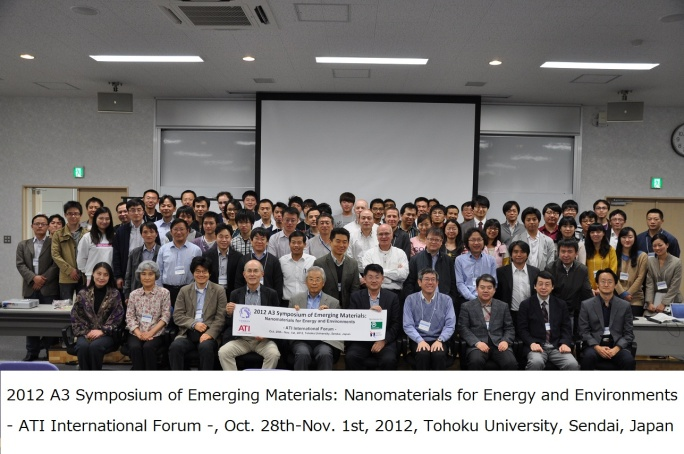 2012 A3 Symposium of Emerging Materials:
Nanomaterials for Energy and Environments
-ATI International Forum-
ATI
2012 A3 Symposium of Emerging Materials: Nanomaterials for Energy and Environments
- ATI International Forum -, Oct. 28th-Nov. 1st, 2012, Tohoku University, Sendai, Japan